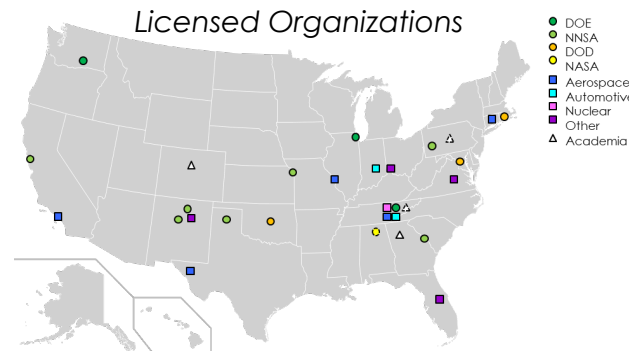 Licensed Organizations
DOE
NNSA
DOD
NASA
Aerospace
Automotive
Nuclear
Other
Academia